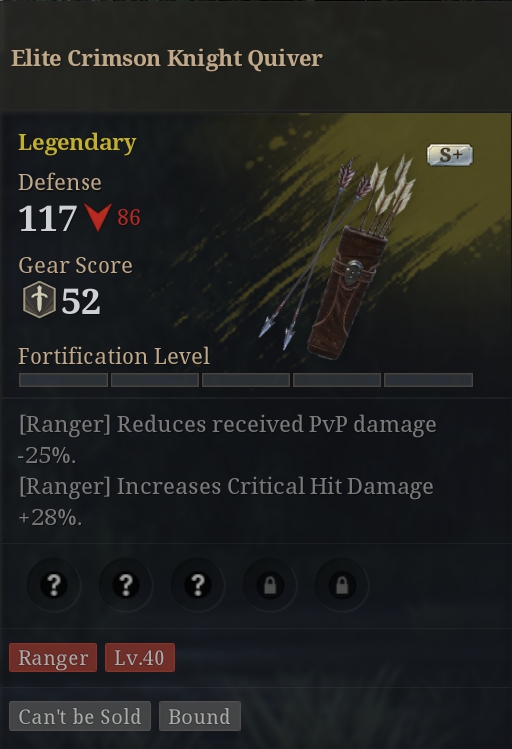 Elite Crimson Knight Quiver
Legendary
S+
Defense
117 86
Gear Score
52
Fortification Level
[Ranger] Reduces received PvP damage
-25%.
[Ranger] Increases Critical Hit Damage
+28%.
? ? ?
Ranger Lv.40
Can't be Sold Bound